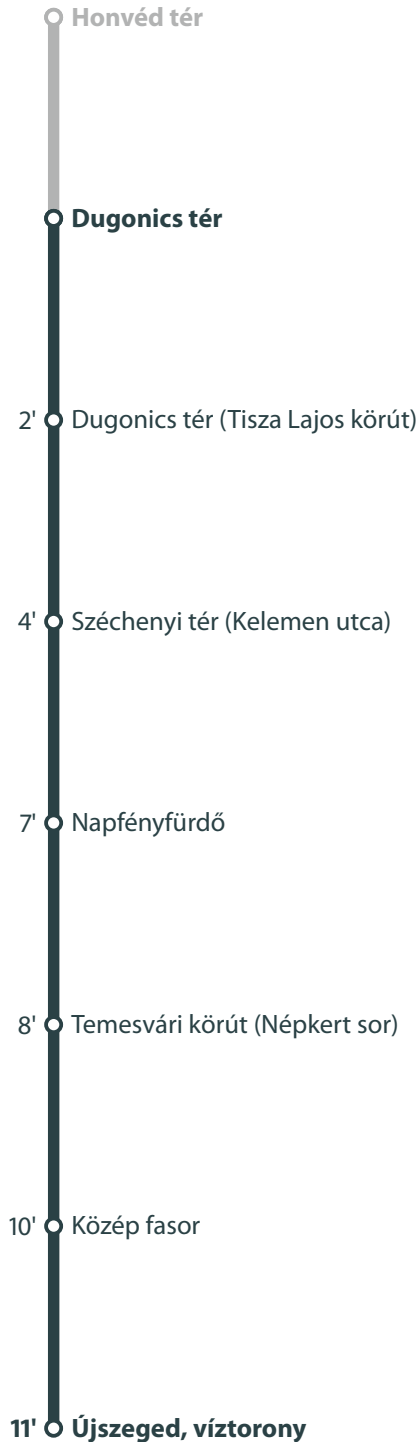 Honvéd tér
Dugonics tér
2' Dugonics tér (Tisza Lajos körút)
4' Széchenyi tér (Kelemen utca)
7' Napfényfürdő
8' Temesvári körút (Népkert sor)
10' Közép fasor
11' Újszeged, víztorony